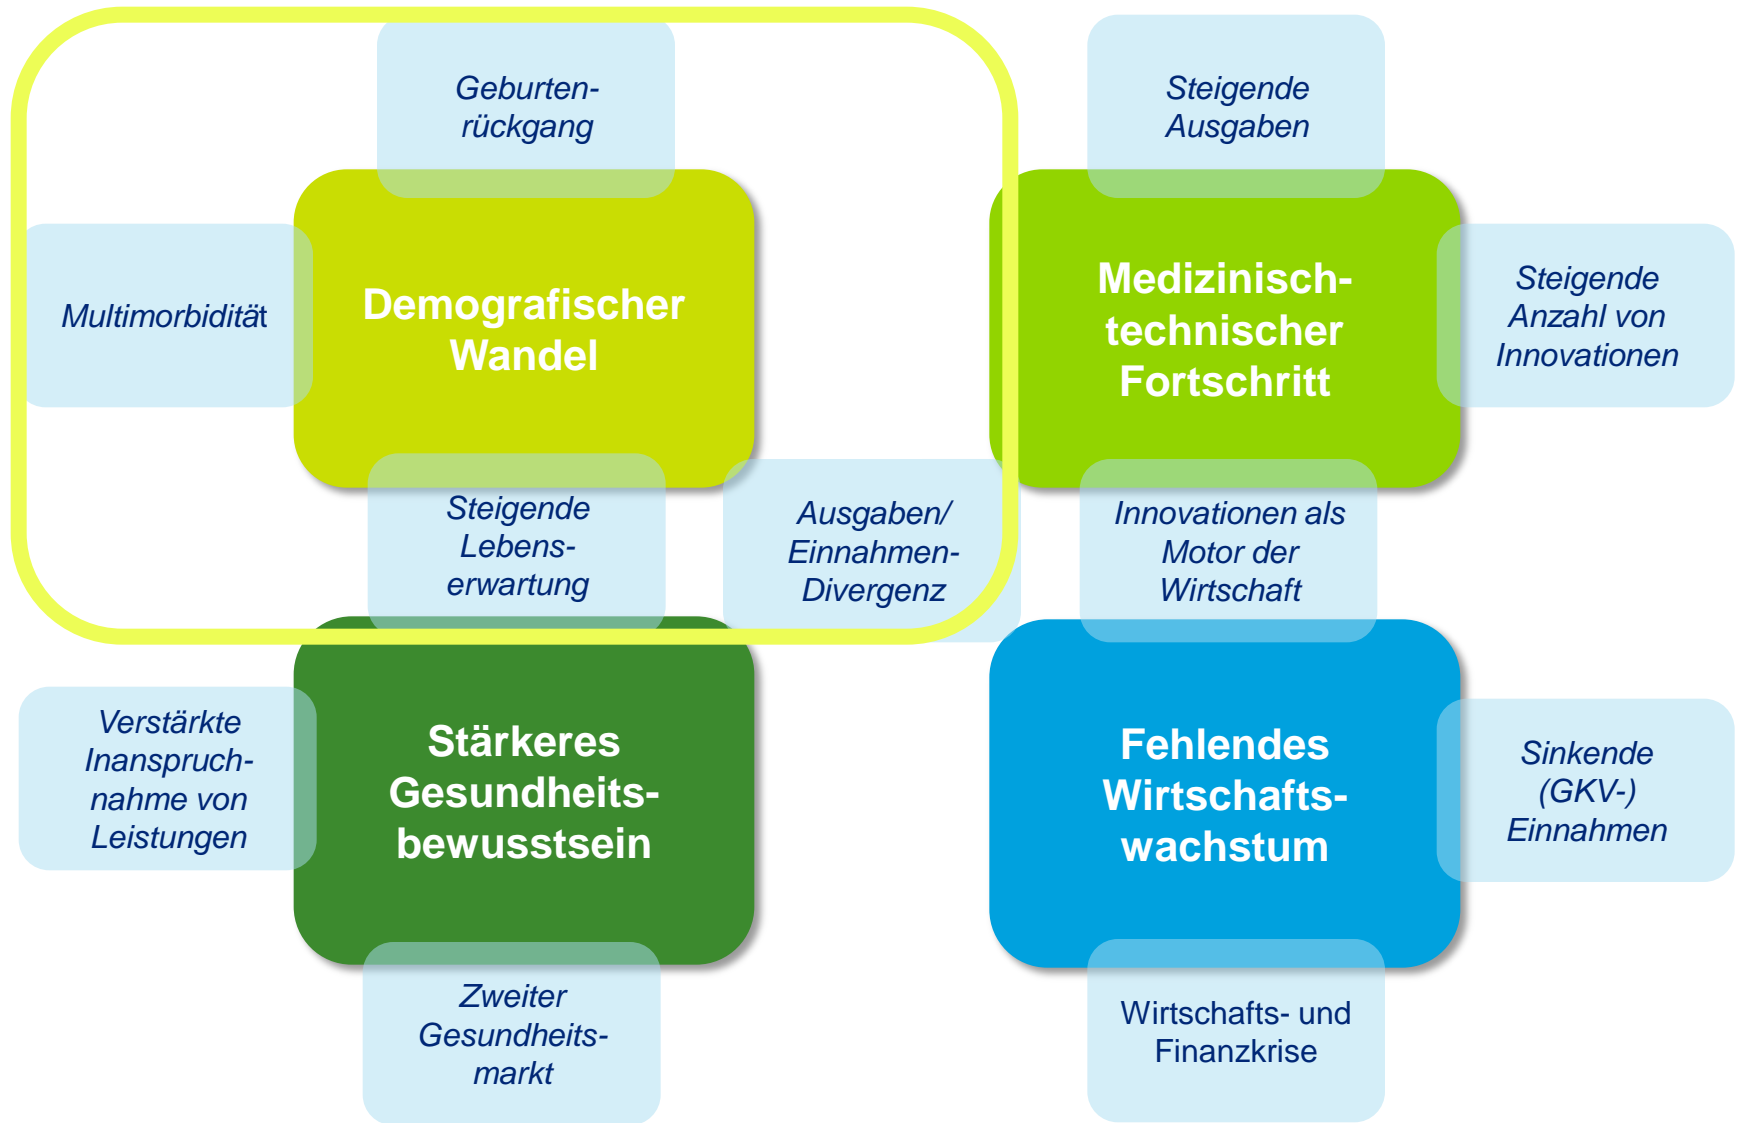 Geburten-
rückgang
Steigende
Ausgaben
Multimorbidität
Demografischer
Wandel
Medizinisch-
technischer
Fortschritt
Steigende
Anzahl von
Innovationen
Steigende
Lebens-
erwartung
Ausgaben/
Einnahmen-
Divergenz
Innovationen als
Motor der
Wirtschaft
Verstärkte
Inanspruch-
nahme von
Leistungen
Stärkeres
Gesundheits-
bewusstsein
Fehlendes
Wirtschafts-
wachstum
Sinkende
(GKV-)
Einnahmen
Zweiter
Gesundheits-
markt
Wirtschafts- und
Finanzkrise